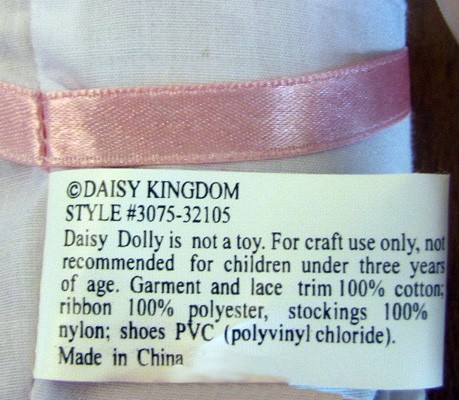 ©DAISY KINGDOM
STYLE #3075-32105
Daisy Dolly is not a toy. For craft use only, not
recommended for children under three years
of age. Garment and lace trim 100% cotton;
ribbon 100% polyester, stockings 100%
nylon; shoes PVC (polyvinyl chloride).
Made in China